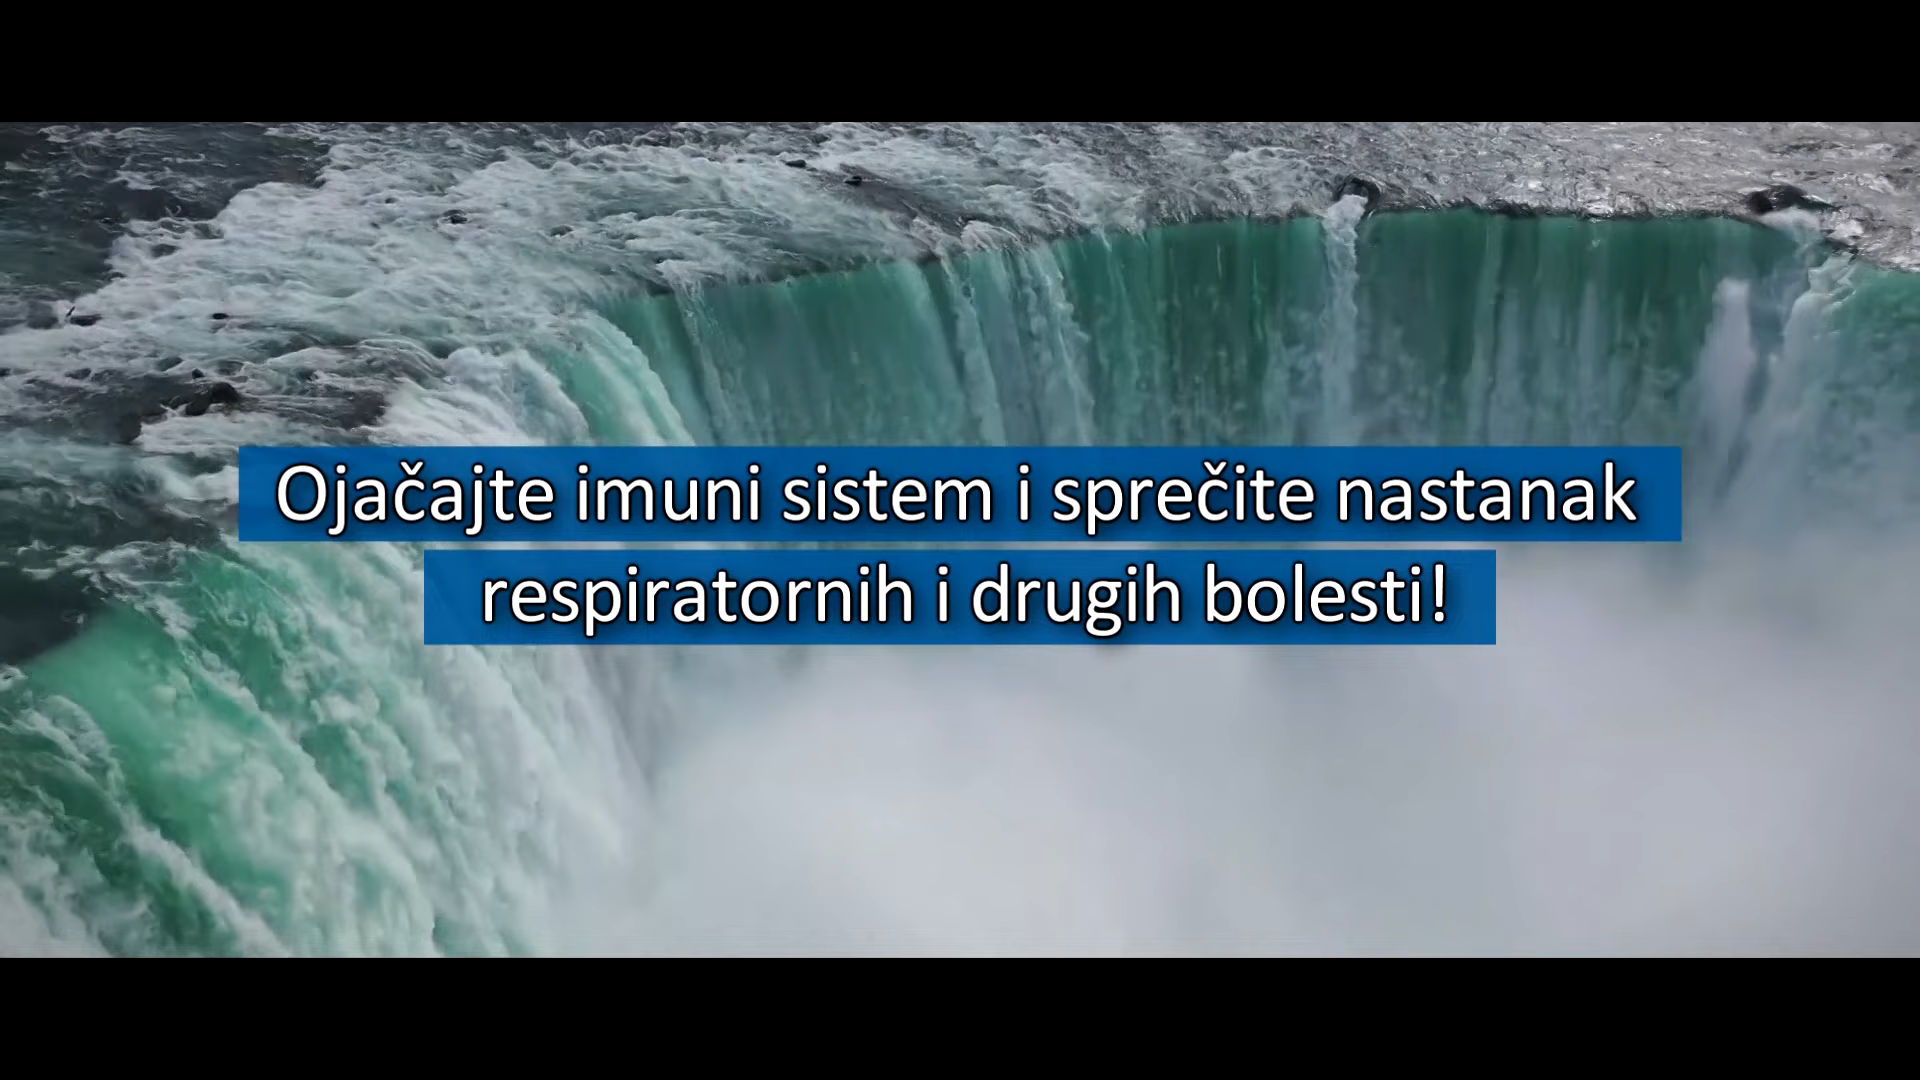 Ojačajte imuni sistem i sprečite nastanak
respiratornih i drugih bolesti!